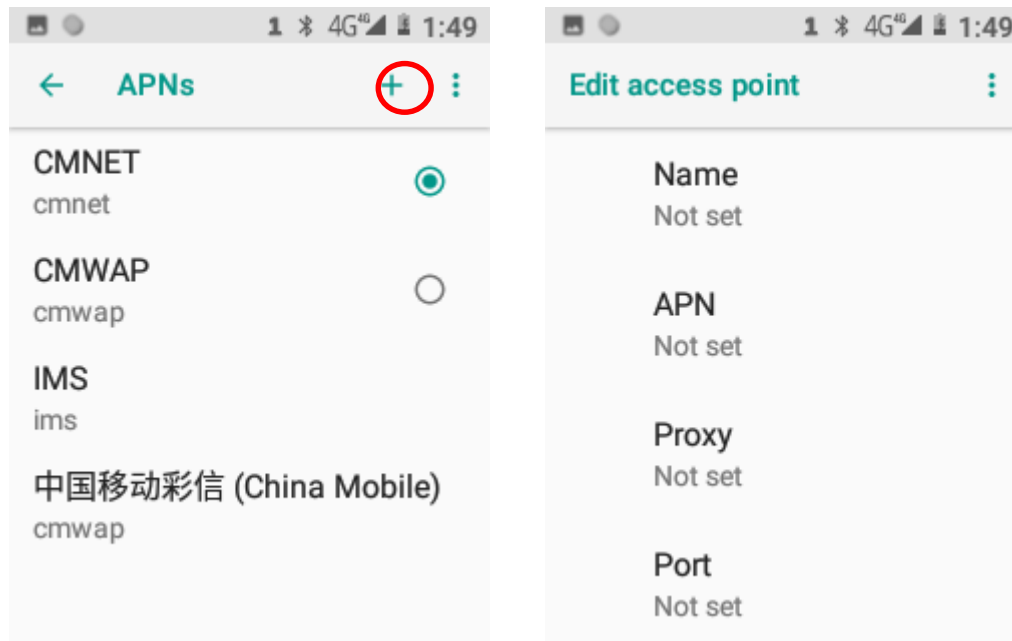 1 4G 4G 1:49
APNs
CMNET
cmnet
CMWAP
cmwap
IMS
ims
中国移动彩信 (China Mobile)
cmwap
1 4G 4G 1:49
Edit access point
Name
Not set
APN
Not set
Proxy
Not set
Port
Not set